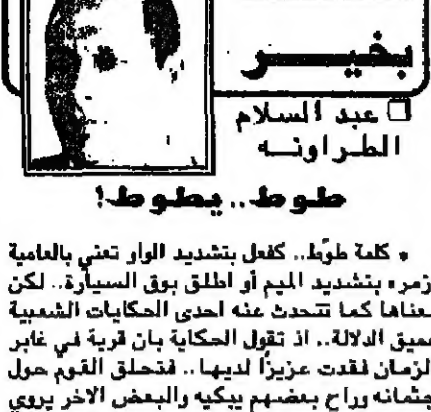 بخيـــر
عبد السلام
الطراونـــه
طوط.. يطوط!
* كلمة طوّط.. كفعل بتشديد الواو تعني بالعامية
زمر، بتشديد الميم أو اطلق بوق السيارة.. لكن
معناها كما تتحدث عنه احدى الحكايات الشعبية
عميق الدلالة.. اذ تقول الحكاية بان قرية في غابر
الزمان فقدت عزيزاً لديها.. فتحلق القوم حول
جثمانه وراح بعضهم يبكيه والبعض الاخر يروي